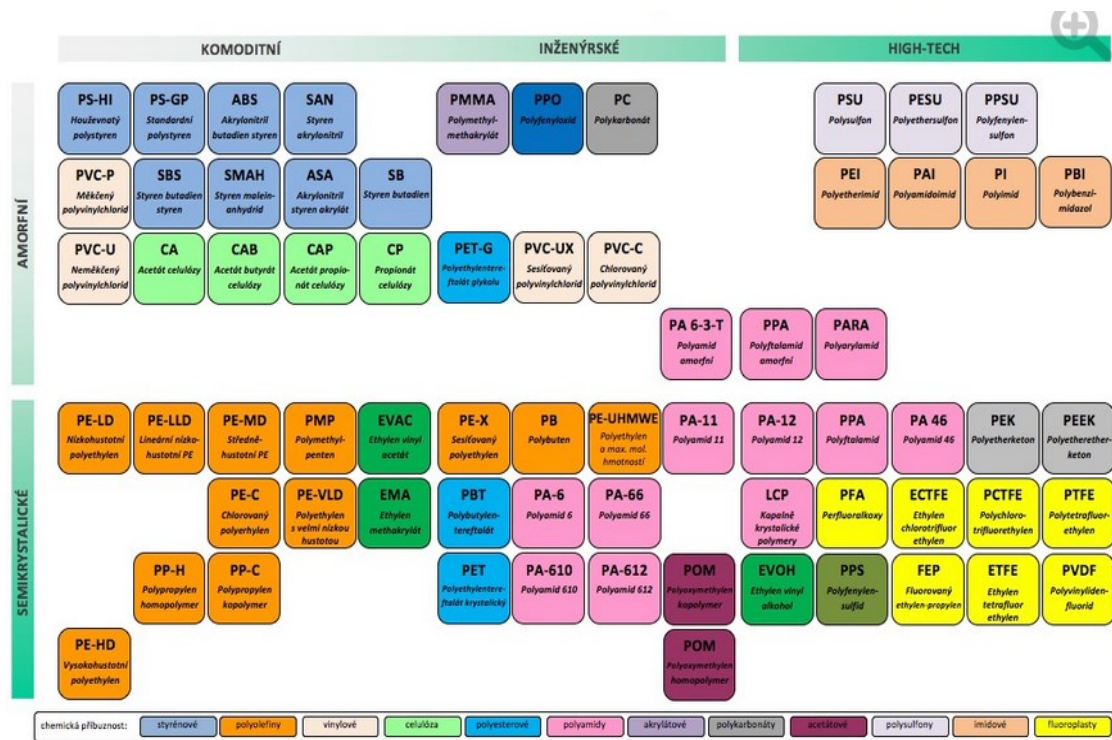 KOMODITNÍ INŽENÝRSKÉ HIGH-TECH
AMORFNÍ
PS-HI PS-GP ABS SAN PMMA PPO PC PSU PESU PPSU
Houževnatý Standardní Akrylonitril Styren Polymethyl- Polyfenyloxid Polykarbonát Polysulfon Polyethersulfon Polyfenylen-
polystyren polystyren butadien styren akrylonitril methakrylát sulfon
PVC-P SBS SMAH ASA SB PEI PAI PI PBI
Měkčený Styren butadien Styren malein- Akrylonitril Styren butadien Polyetherimid Polyamidoimid Polyimid Polybenzi-
polyvinylchlorid styren anhydrid styren akrylát midazol
PVC-U CA CAB CAP CP PET-G PVC-UX PVC-C
Neměkčený Acetát celulózy Acetát butyrát Acetát propio- Propionát Polyethylentere- Sesíťovaný Chlorovaný
polyvinylchlorid celulózy nát celulózy celulózy ftalát glykolu polyvinylchlorid polyvinylchlorid
PA 6-3-T PPA PARA
Polyamid Polyftalamid Polyarylamid
amorfní amorfní
SEMIKRYSTALICKÉ
PE-LD PE-LLD PE-MD PMP EVAC PE-X PB PE-UHMWE PA-11 PA-12 PPA PA 46 PEK PEEK
Nízkohustotní Lineární nízko- Středně- Polymethyl- Ethylen vinyl Sesíťovaný Polybuten Polyethylen Polyamid 11 Polyamid 12 Polyftalamid Polyamid 46 Polyetherketon Polyetherether-
polyethylen hustotní PE hustotní PE penten acetát polyethylen a max. mol. keton
hmotností
PE-C PE-VLD EMA PBT PA-6 PA-66 LCP PFA ECTFE PCTFE PTFE
Chlorovaný Polyethylen Ethylen Polybutylen- Polyamid 6 Polyamid 66 Kapalně Perfluoralkoxy Ethylen Polychloro- Polytetrafluor-
polyerhylen s velmi nízkou methakrylát tereftalát krystalické chlorotrifluor trifluorethylen ethylen
hustotou polymery ethylen
PP-H PP-C PET PA-610 PA-612 POM EVOH PPS FEP ETFE PVDF
Polypropylen Polypropylen Polyethylentere- Polyamid 610 Polyamid 612 Polyoxymethylen Ethylen vinyl Polyfenylen- Fluorovaný Ethylen Polyvinyliden-
homopolymer kopolymer ftalát krystalický kopolymer alkohol sulfid ethylen-propylen tetrafluor fluorid
ethylen
PE-HD POM
Vysokohustotní Polyoxymethylen
polyethylen homopolymer
chemická příbuznost: styrénové polyolefiny vinylové celulóza polyesterové polyamidy akrylátové polykarbonáty acetátové polysulfony imidové fluoroplasty